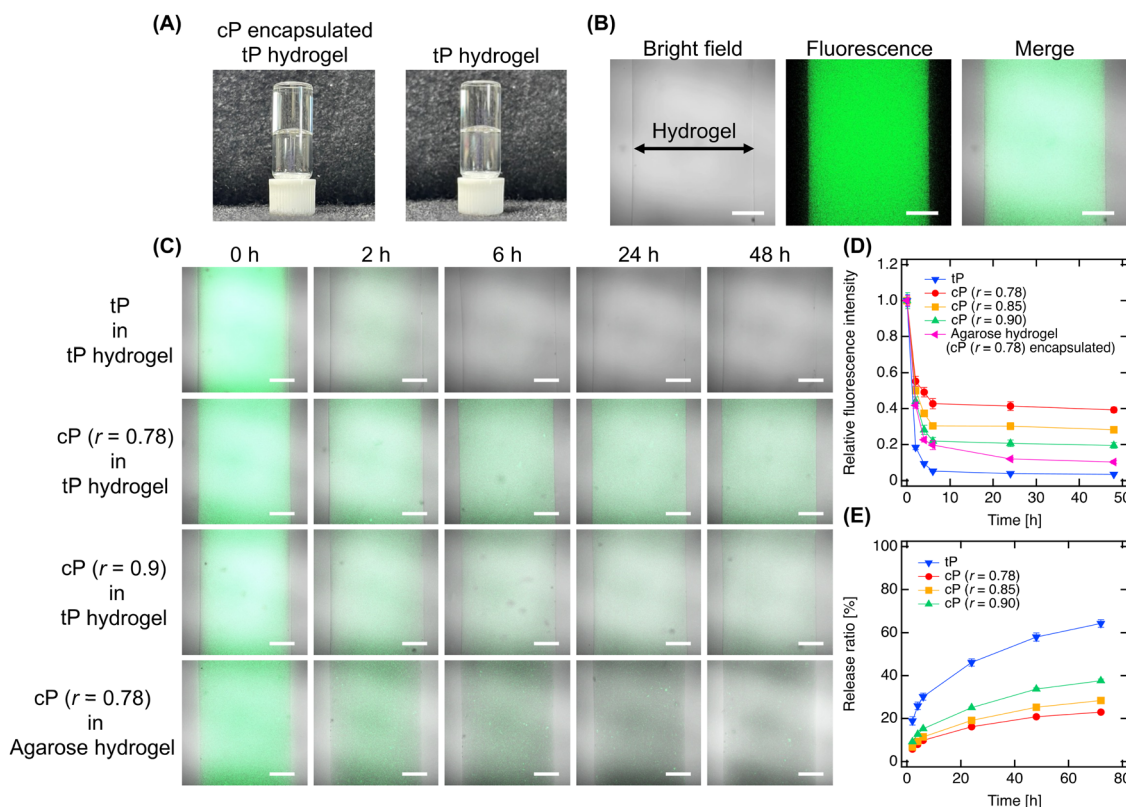 (A)
cP encapsulated
tP hydrogel
tP hydrogel
(B)
Bright field
Fluorescence
Merge
Hydrogel
(C)
0 h
2 h
6 h
24 h
48 h
tP
in
tP hydrogel
cP (r = 0.78)
in
tP hydrogel
cP (r = 0.9)
in
tP hydrogel
cP (r = 0.78)
in
Agarose hydrogel
(D)
Relative fluorescence intensity
1.2
1.0
0.8
0.6
0.4
0.2
0
tP
cP (r = 0.78)
cP (r = 0.85)
cP (r = 0.90)
Agarose hydrogel
(cP (r = 0.78) encapsulated)
0
10
20
30
40
50
Time [h]
(E)
Release ratio [%]
100
80
60
40
20
0
tP
cP (r = 0.78)
cP (r = 0.85)
cP (r = 0.90)
0
20
40
60
80
Time [h]